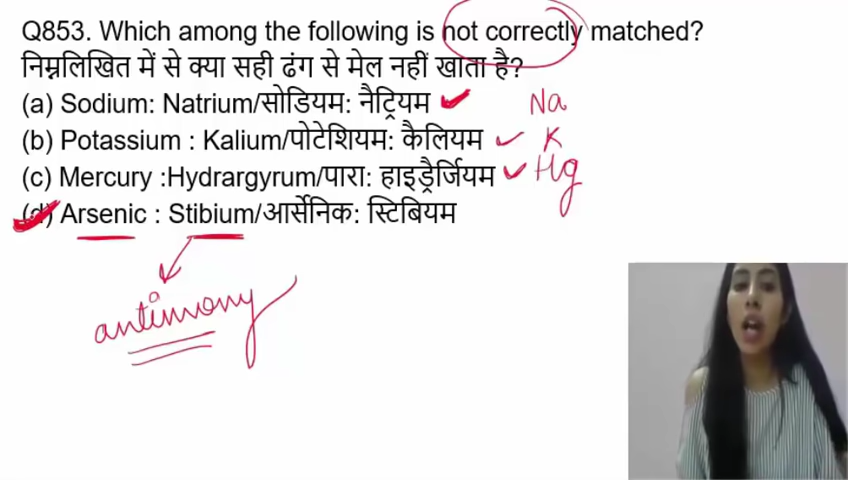 Q853. Which among the following is not correctly matched?
निम्नलिखित में से क्या सही ढंग से मेल नहीं खाता है?
(a) Sodium: Natrium/सोडियम: नैट्रियम Na
(b) Potassium : Kalium/पोटेशियम: कैलियम K
(c) Mercury :Hydrargyrum/पारा: हाइड्रैर्जियम Hg
(d) Arsenic : Stibium/आर्सेनिक: स्टिबियम
antimony